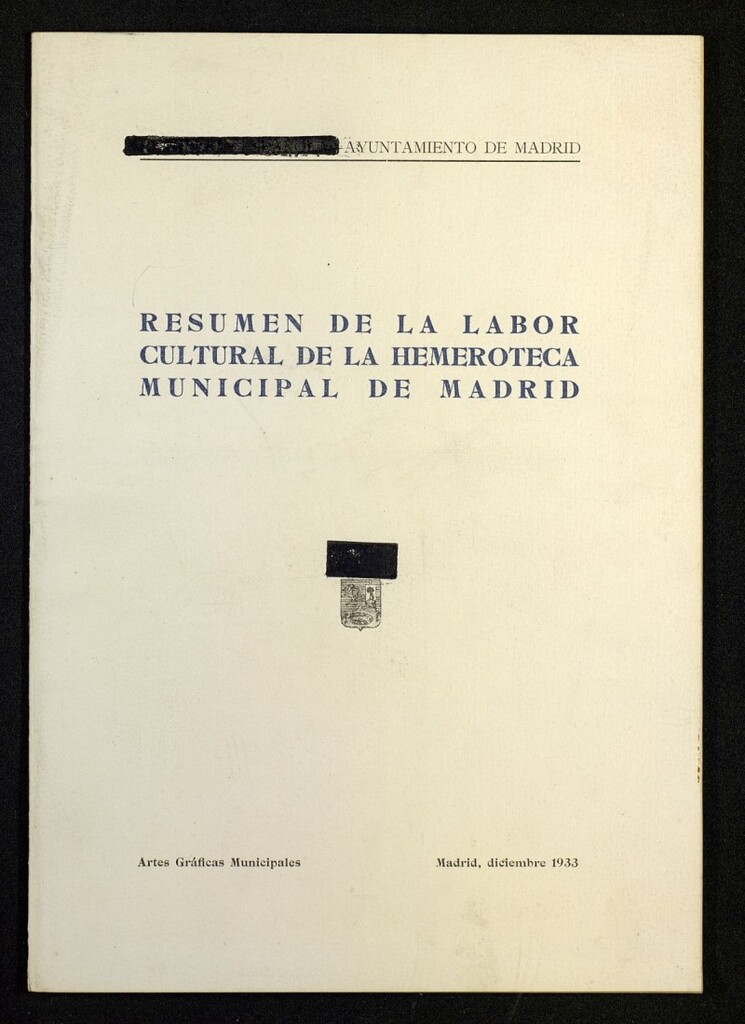 AYUNTAMIENTO DE MADRID
RESUMEN DE LA LABOR
CULTURAL DE LA HEMEROTECA
MUNICIPAL DE MADRID
Artes Gráficas Municipales
Madrid, diciembre 1933